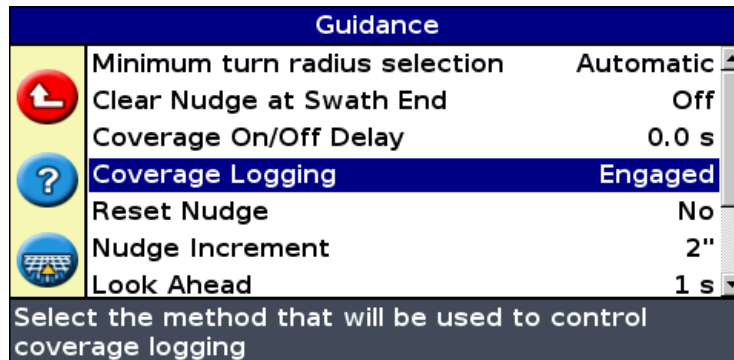 Guidance
Minimum turn radius selection Automatic
Clear Nudge at Swath End Off
Coverage On/Off Delay 0.0 s
?
Coverage Logging Engaged
Reset Nudge No
Nudge Increment 2"
Look Ahead 1 s
Select the method that will be used to control
coverage logging